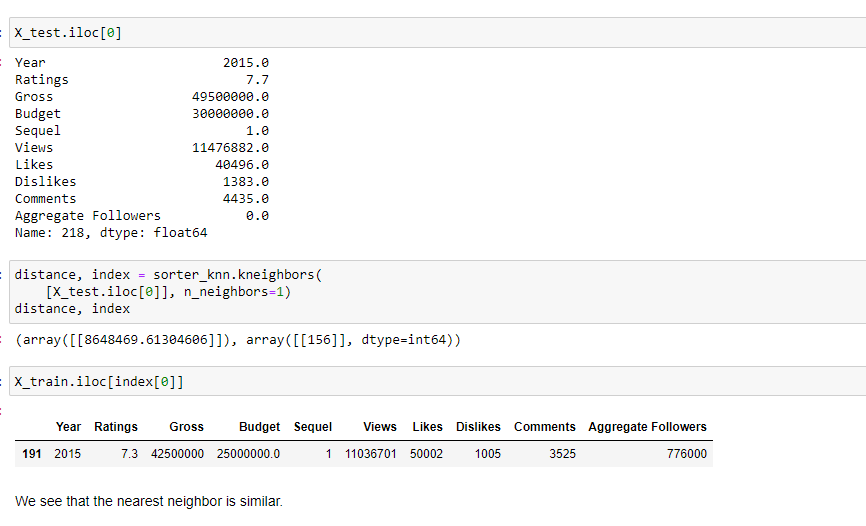 X_test.iloc[0]
Year 2015.0
Ratings 7.7
Gross 49500000.0
Budget 30000000.0
Sequel 1.0
Views 11476882.0
Likes 40496.0
Dislikes 1383.0
Comments 4435.0
Aggregate Followers 0.0
Name: 218, dtype: float64
distance, index = sorter_knn.kneighbors(
[X_test.iloc[0]], n_neighbors=1)
distance, index
(array([[8648469.61304606]]), array([[156]], dtype=int64))
X_train.iloc[index[0]]
Year Ratings Gross Budget Sequel Views Likes Dislikes Comments Aggregate Followers
191 2015 7.3 42500000 25000000.0 1 11036701 50002 1005 3525 776000
We see that the nearest neighbor is similar.